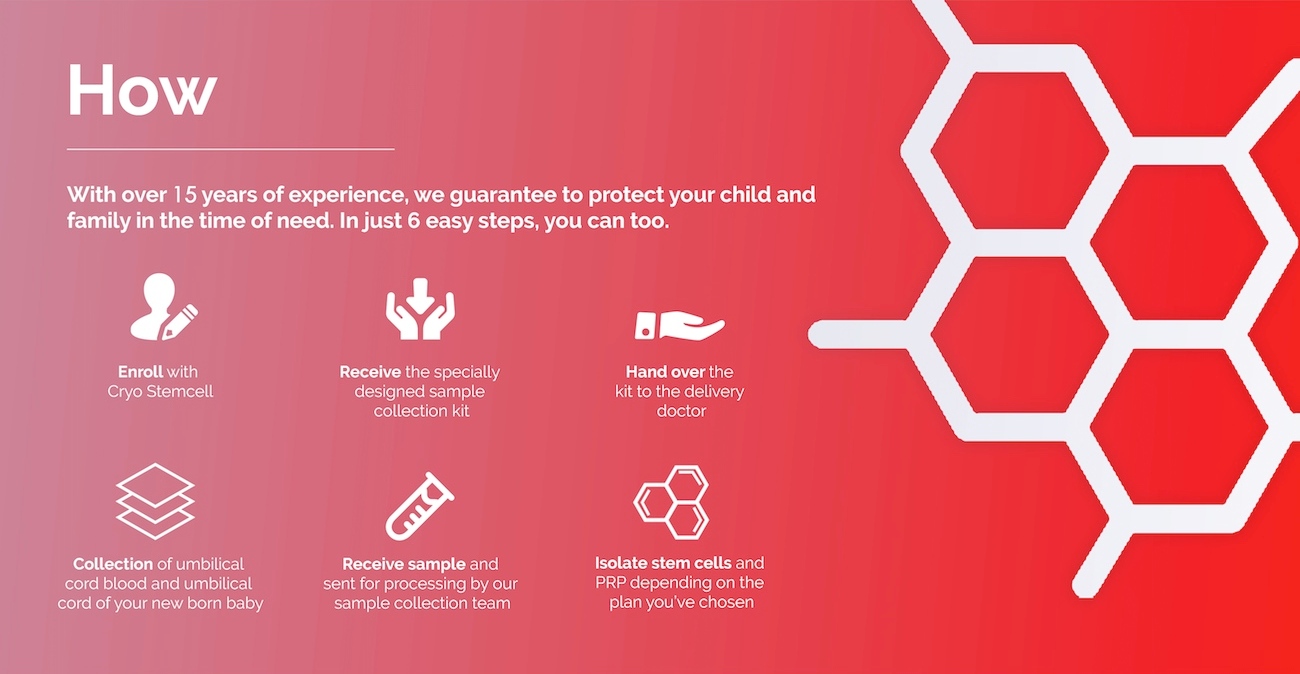 How
With over 15 years of experience, we guarantee to protect your child and
family in the time of need. In just 6 easy steps, you can too.
Enroll with
Cryo Stemcell
Receive the specially
designed sample
collection kit
Hand over the
kit to the delivery
doctor
Collection of umbilical
cord blood and umbilical
cord of your new born baby
Receive sample and
sent for processing by our
sample collection team
Isolate stem cells and
PRP depending on the
plan you've chosen